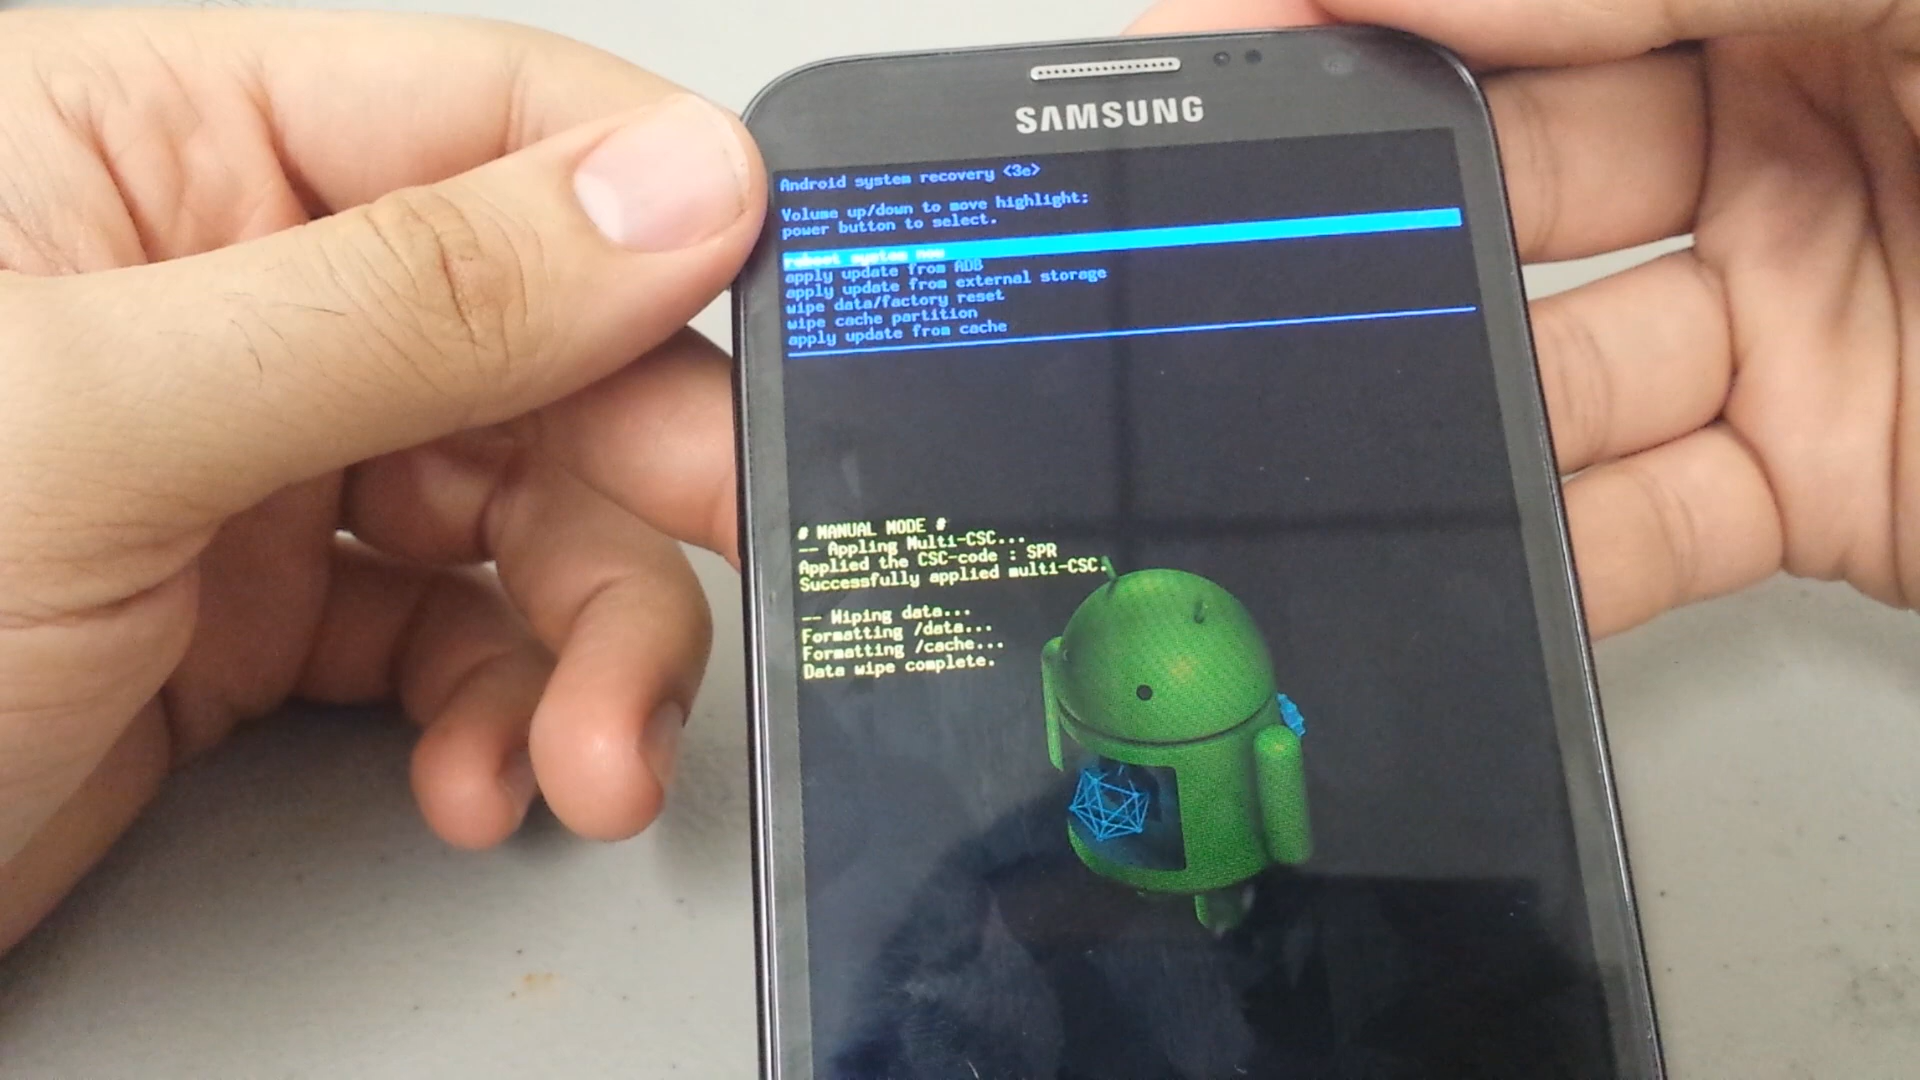 SAMSUNG
Android system recovery <3e>
Volume up/down to move highlight;
power button to select.
reboot system now
apply update from ADB
apply update from external storage
wipe data/factory reset
wipe cache partition
apply update from cache
# MANUAL MODE #
-- Appling Multi-CSC...
Applied the CSC-code : SPR
Successfully applied multi-CSC.
-- Wiping data...
Formatting /data...
Formatting /cache...
Data wipe complete.